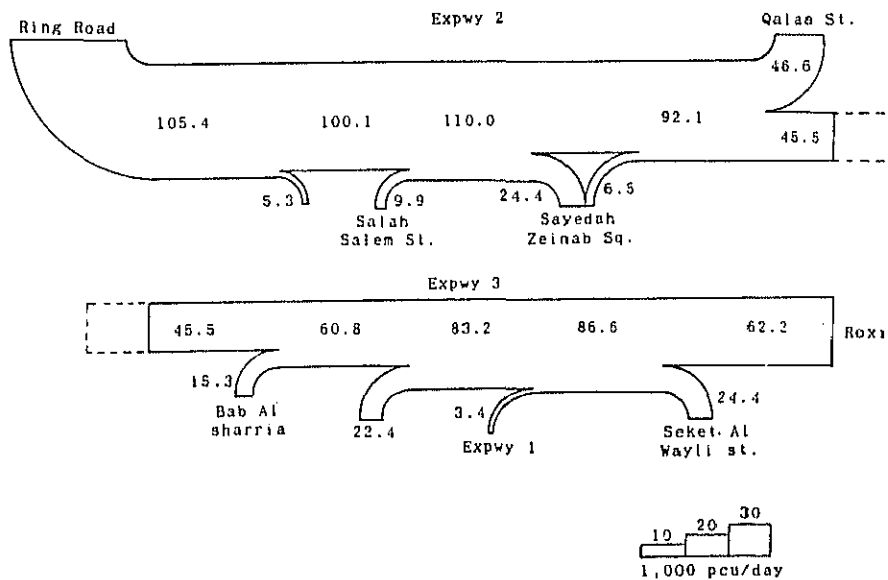 Expwy 2
Ring Road
Qalaa St.
46.6
105.4
100.1
110.0
92.1
45.5
5.3
9.9
24.4
6.5
Salah
Salem St.
Sayedah
Zeinab Sq.
Expwy 3
45.5
60.8
83.2
86.6
62.2
Roxi
15.3
3.4
24.4
Bab Al
sharria
22.4
Expwy 1
Seket Al
Wayli st.
10
20
30
1,000 pcu/day